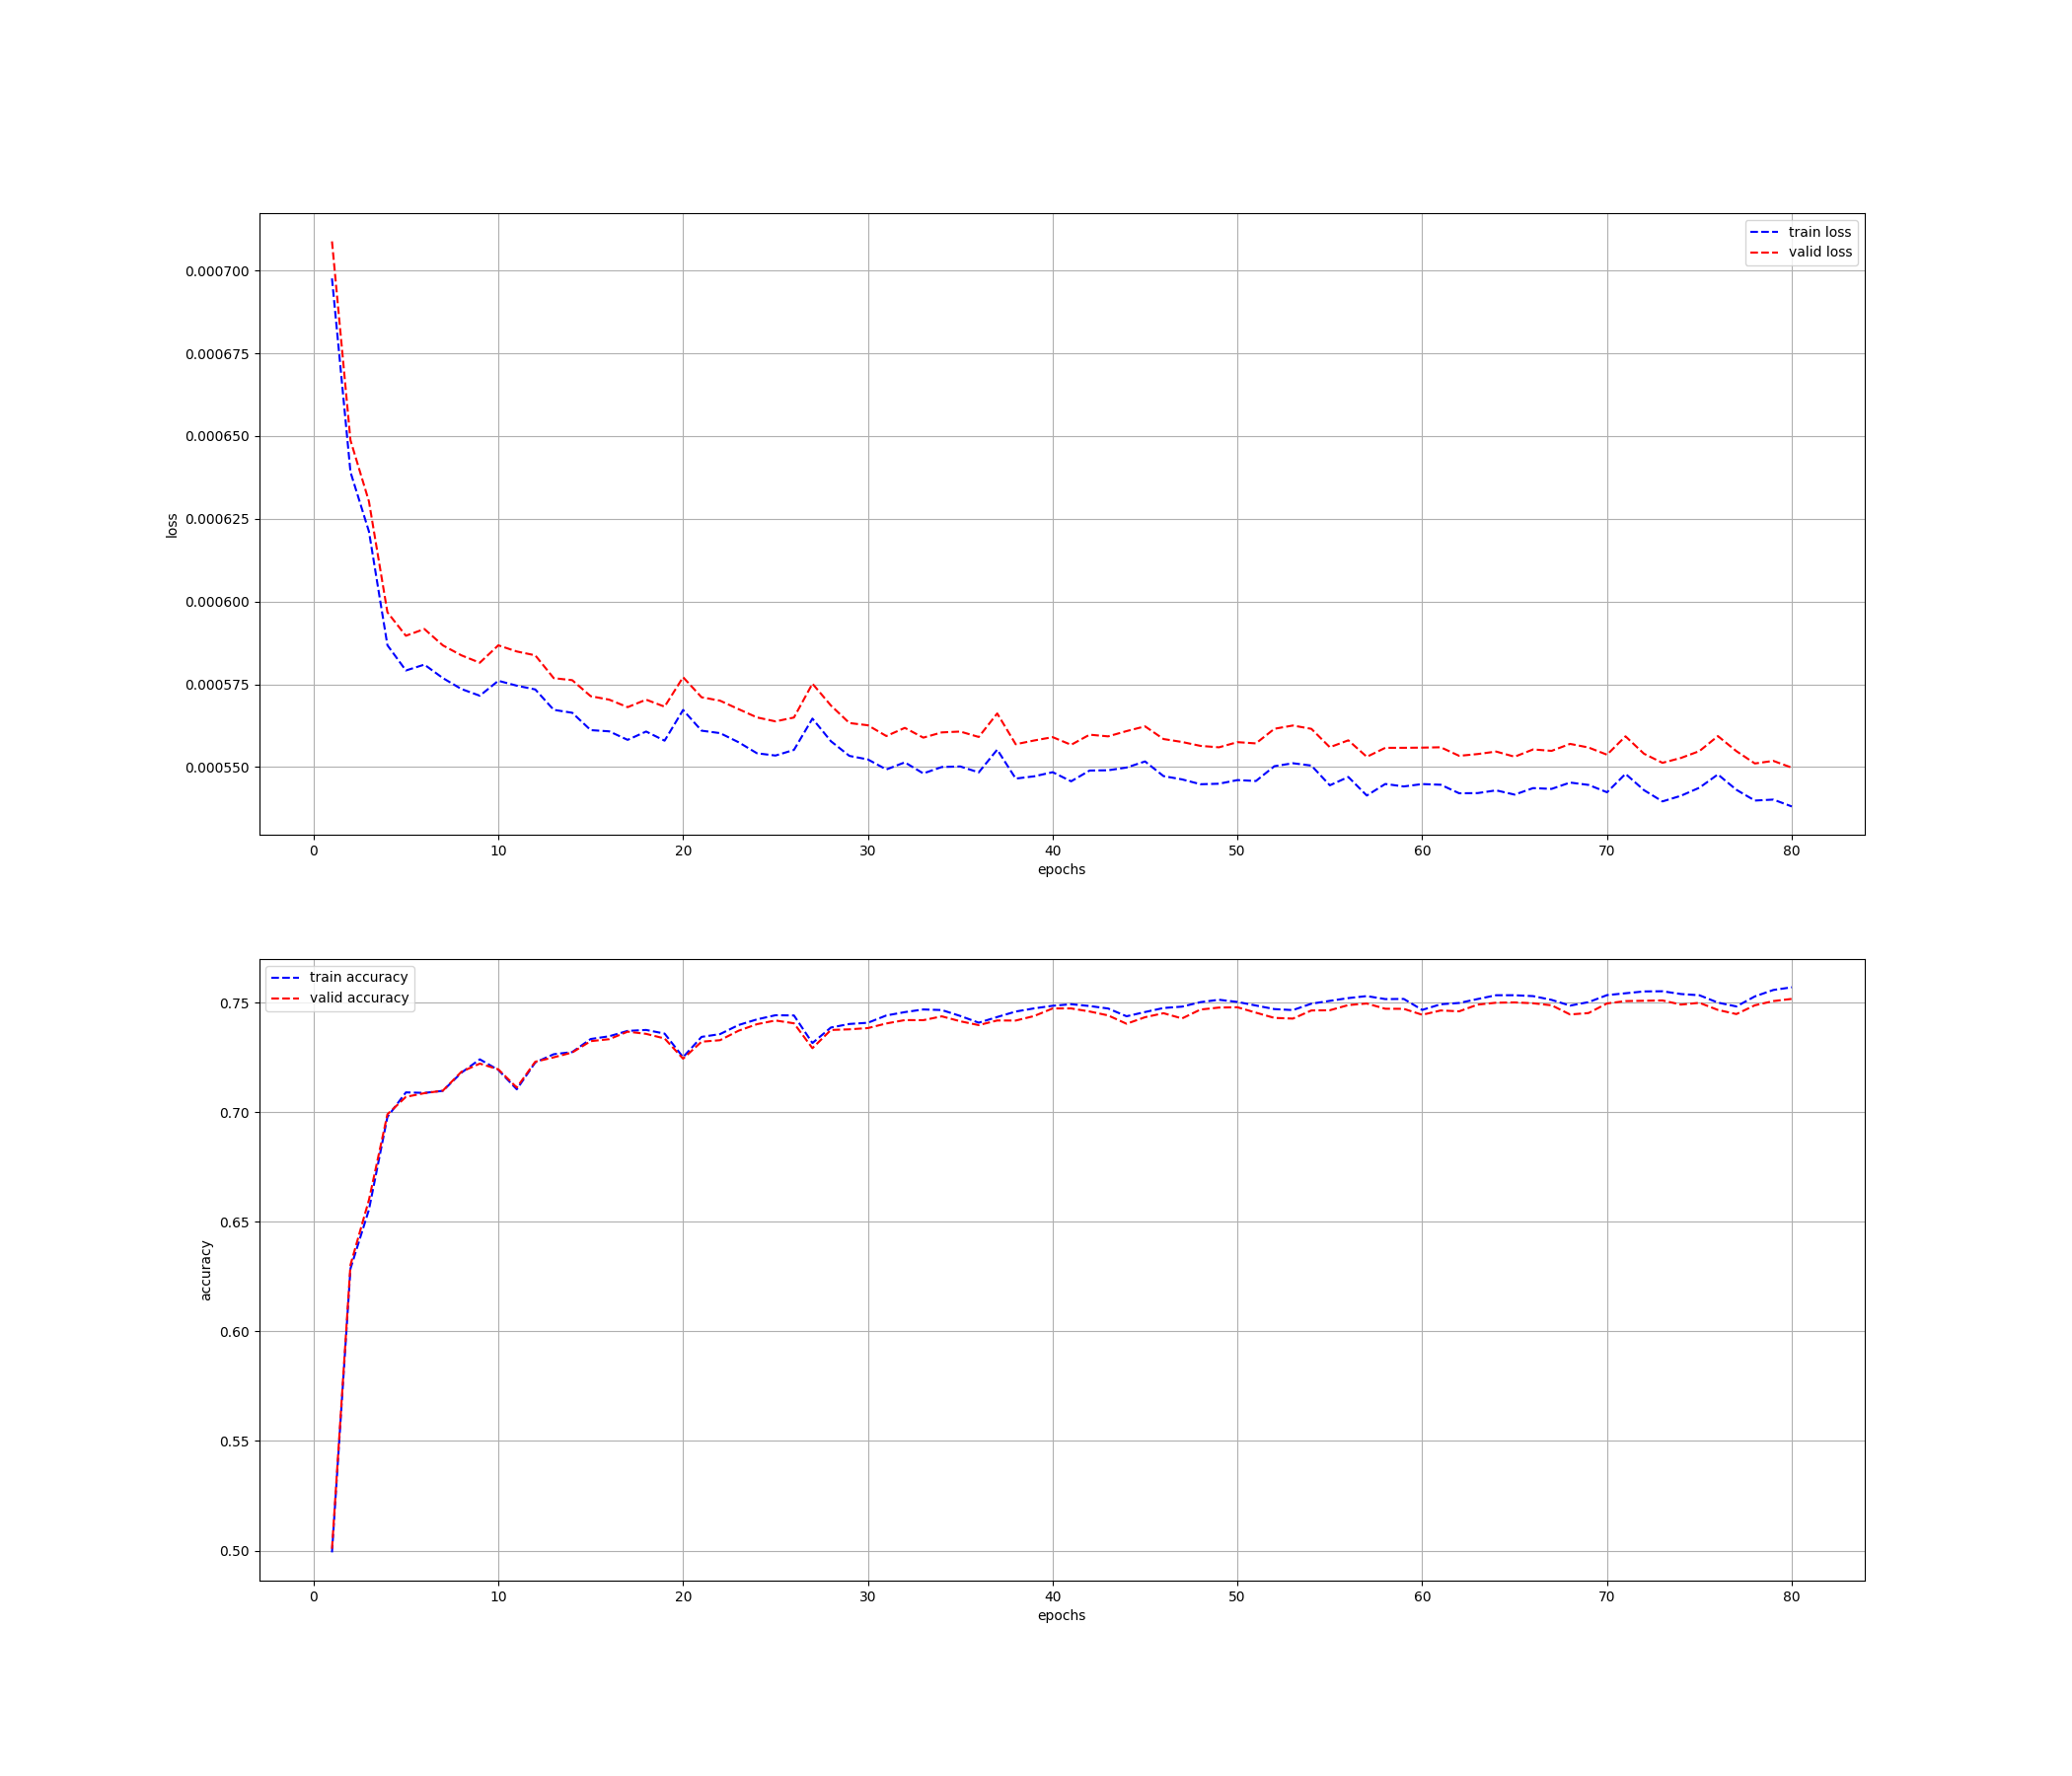 train loss
valid loss
0.000700
0.000675
0.000650
0.000625
0.000600
0.000575
0.000550
loss
0 10 20 30 40 50 60 70 80
epochs
train accuracy
valid accuracy
0.75
0.70
0.65
0.60
0.55
0.50
accuracy
0 10 20 30 40 50 60 70 80
epochs